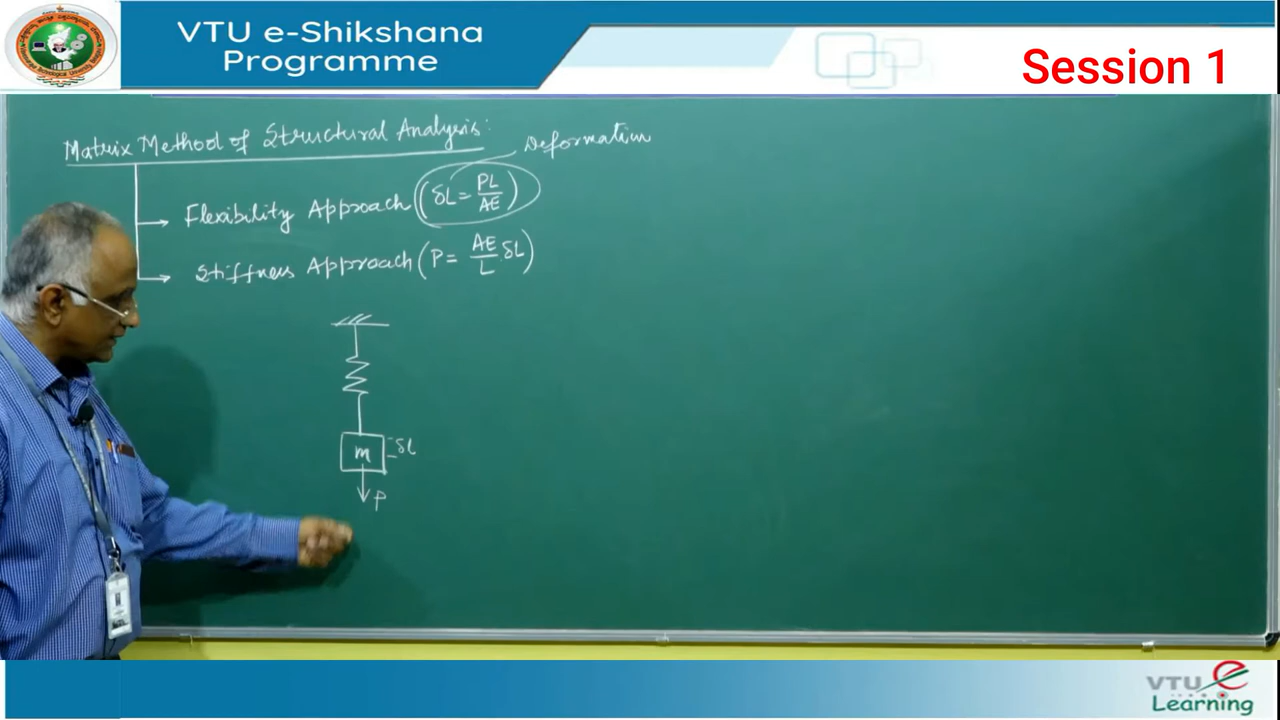 VTU e-Shikshana
Programme
Session 1
Matrix Method of Structural Analysis:
Deformation
Flexibility Approach (δL = PL/AE)
Stiffness Approach (P = AE/L δL)
m
δL
P
VTU e
Learning